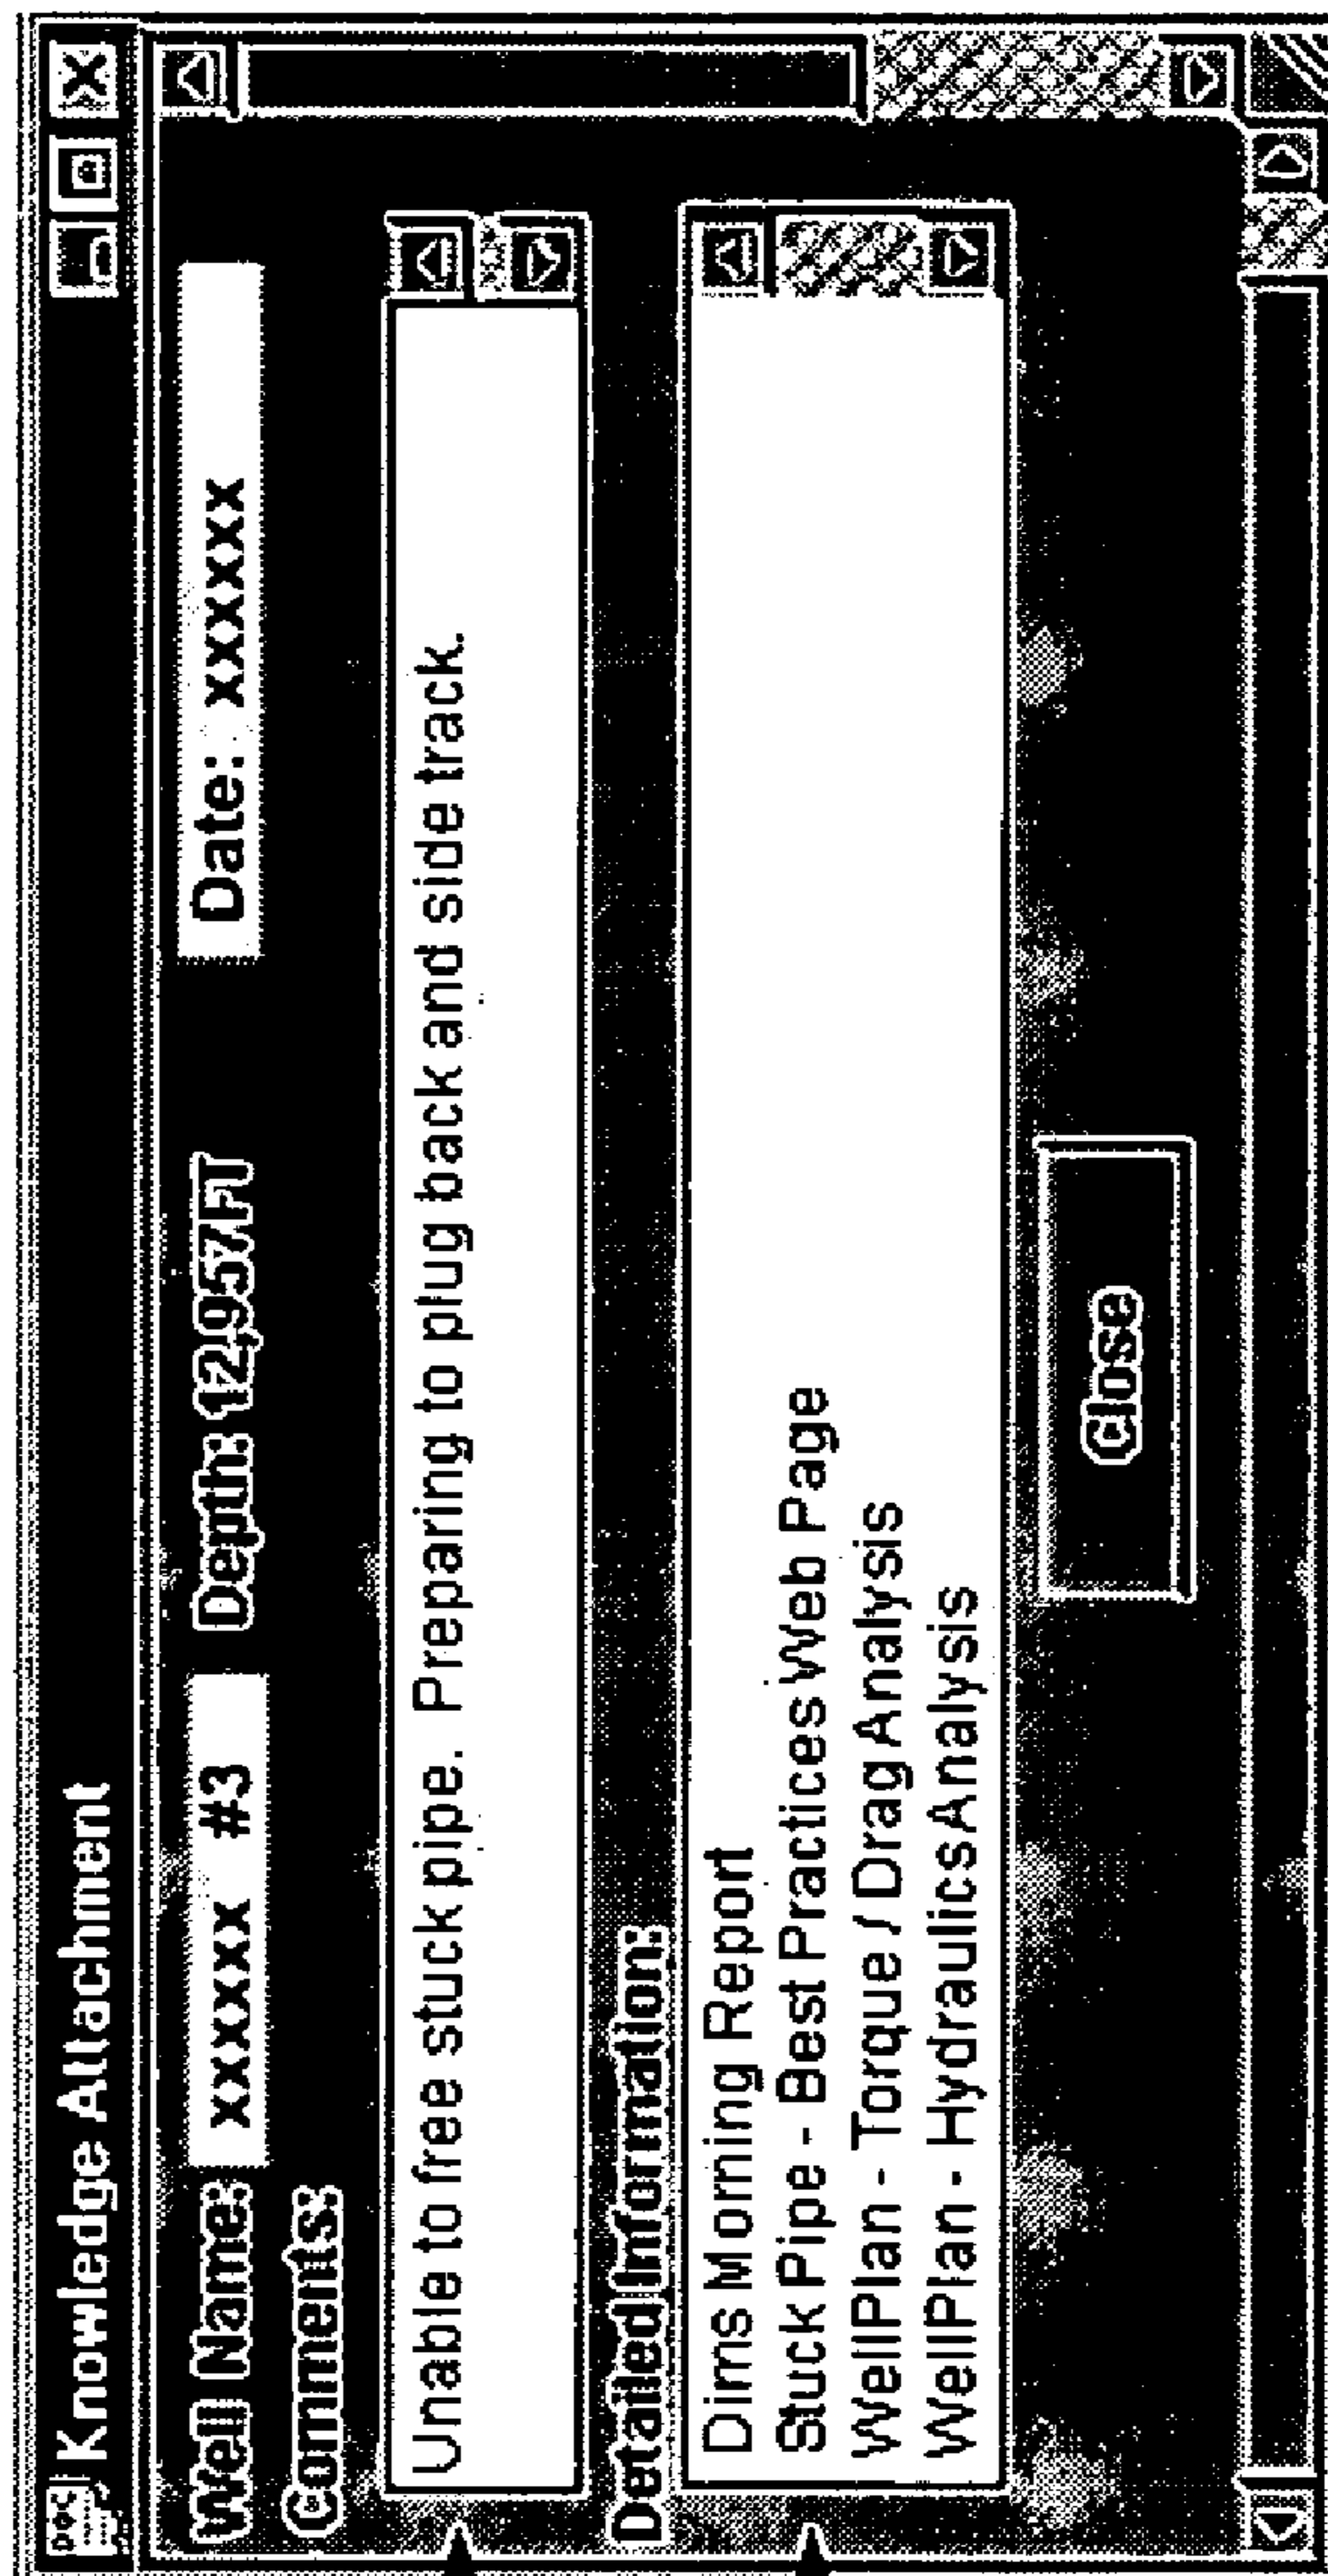 Knowledge Attachment
Well Name: xxxxxx #3 Depth: 12,957FT Date: xxxxxx
Comments:
Unable to free stuck pipe. Preparing to plug back and side track.
Detailed Information:
Dims Morning Report
Stuck Pipe - Best Practices Web Page
WellPlan - Torque / Drag Analysis
WellPlan - Hydraulics Analysis
Close